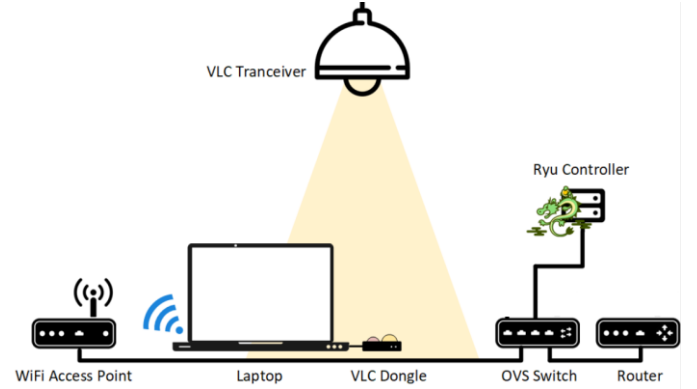 VLC Tranceiver
Ryu Controller
WiFi Access Point
Laptop
VLC Dongle
OVS Switch
Router